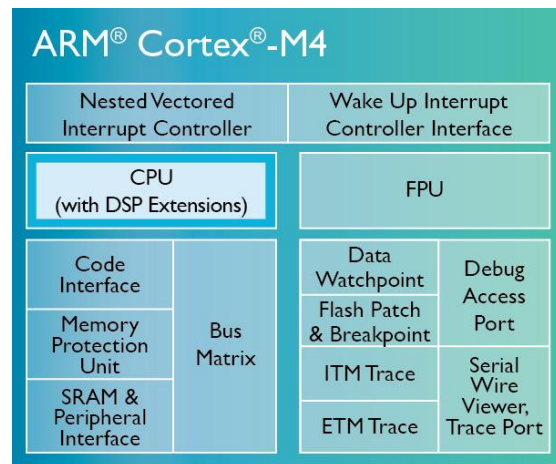 ARM® Cortex®-M4
Nested Vectored
Interrupt Controller
Wake Up Interrupt
Controller Interface
CPU
(with DSP Extensions)
FPU
Code
Interface
Memory
Protection
Unit
SRAM &
Peripheral
Interface
Bus
Matrix
Data
Watchpoint
Flash Patch
& Breakpoint
ITM Trace
ETM Trace
Debug
Access
Port
Serial
Wire
Viewer,
Trace Port